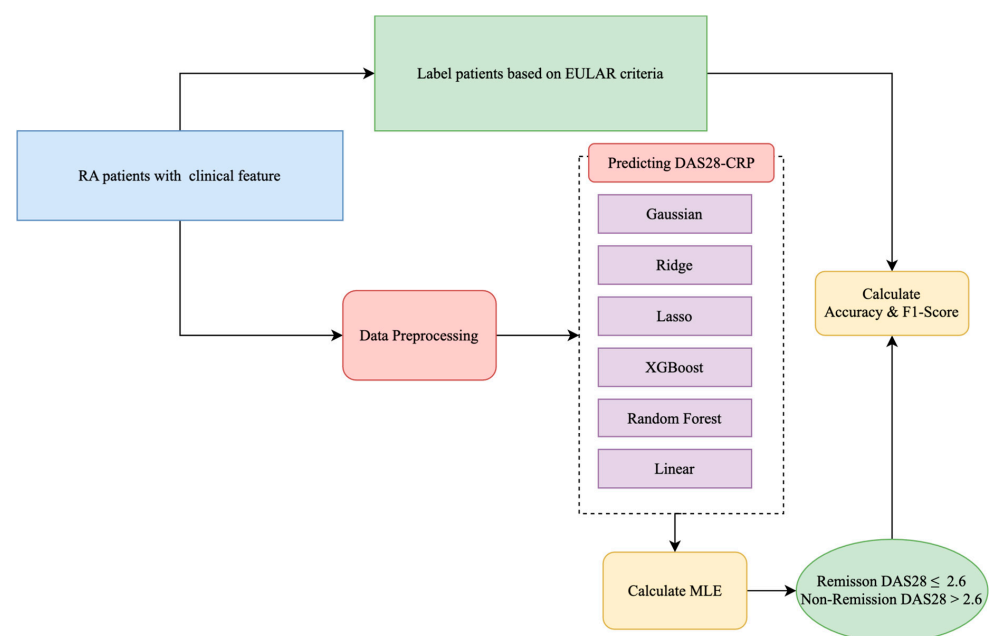 Label patients based on EULAR criteria
RA patients with clinical feature
Predicting DAS28-CRP
Gaussian
Ridge
Lasso
XGBoost
Random Forest
Linear
Data Preprocessing
Calculate
Accuracy & F1-Score
Calculate MLE
Remisson DAS28 ≤ 2.6
Non-Remission DAS28 > 2.6